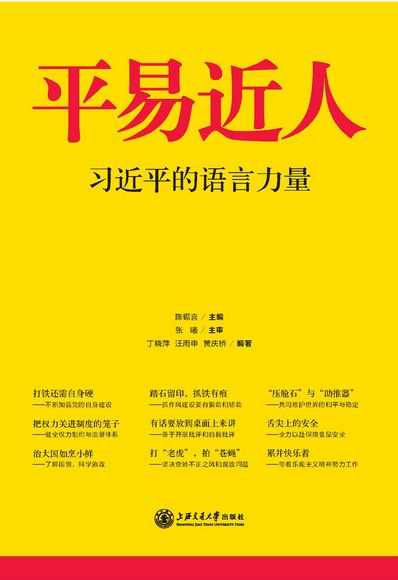 平易近人
习近平的语言力量
陈锡喜 / 主编
张 曦 / 主审
丁晓萍 汪雨申 黄庆桥 / 编著
打铁还需自身硬
——不断加强党的自身建设
踏石留印，抓铁有痕
——抓作风建设要有狠劲和韧劲
“压舱石”与“助推器”
——共同维护世界的和平与稳定
把权力关进制度的笼子
——健全权力制约与监督体系
有话要放到桌面上来讲
——善于开展批评和自我批评
舌尖上的安全
——全力以赴保障食品安全
治大国如烹小鲜
——了解国情，科学施政
打“老虎”，拍“苍蝇”
——坚决查处不正之风和腐败问题
累并快乐着
——带着乐观主义精神努力工作
上海交通大学出版社
SHANGHAI JIAO TONG UNIVERSITY PRESS